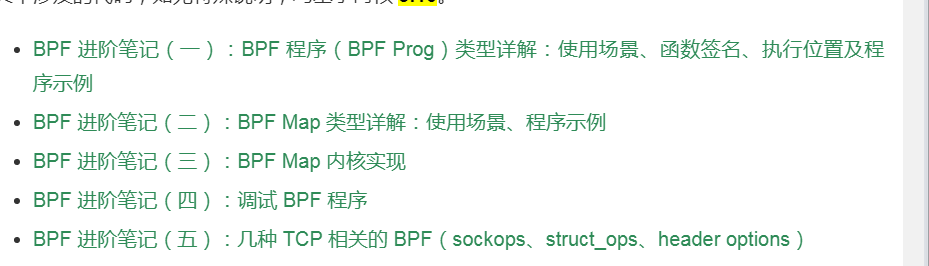 BPF 进阶笔记（一）：BPF 程序（BPF Prog）类型详解：使用场景、函数签名、执行位置及程
序示例
BPF 进阶笔记（二）：BPF Map 类型详解：使用场景、程序示例
BPF 进阶笔记（三）：BPF Map 内核实现
BPF 进阶笔记（四）：调试 BPF 程序
BPF 进阶笔记（五）：几种 TCP 相关的 BPF（sockops、struct_ops、header options）